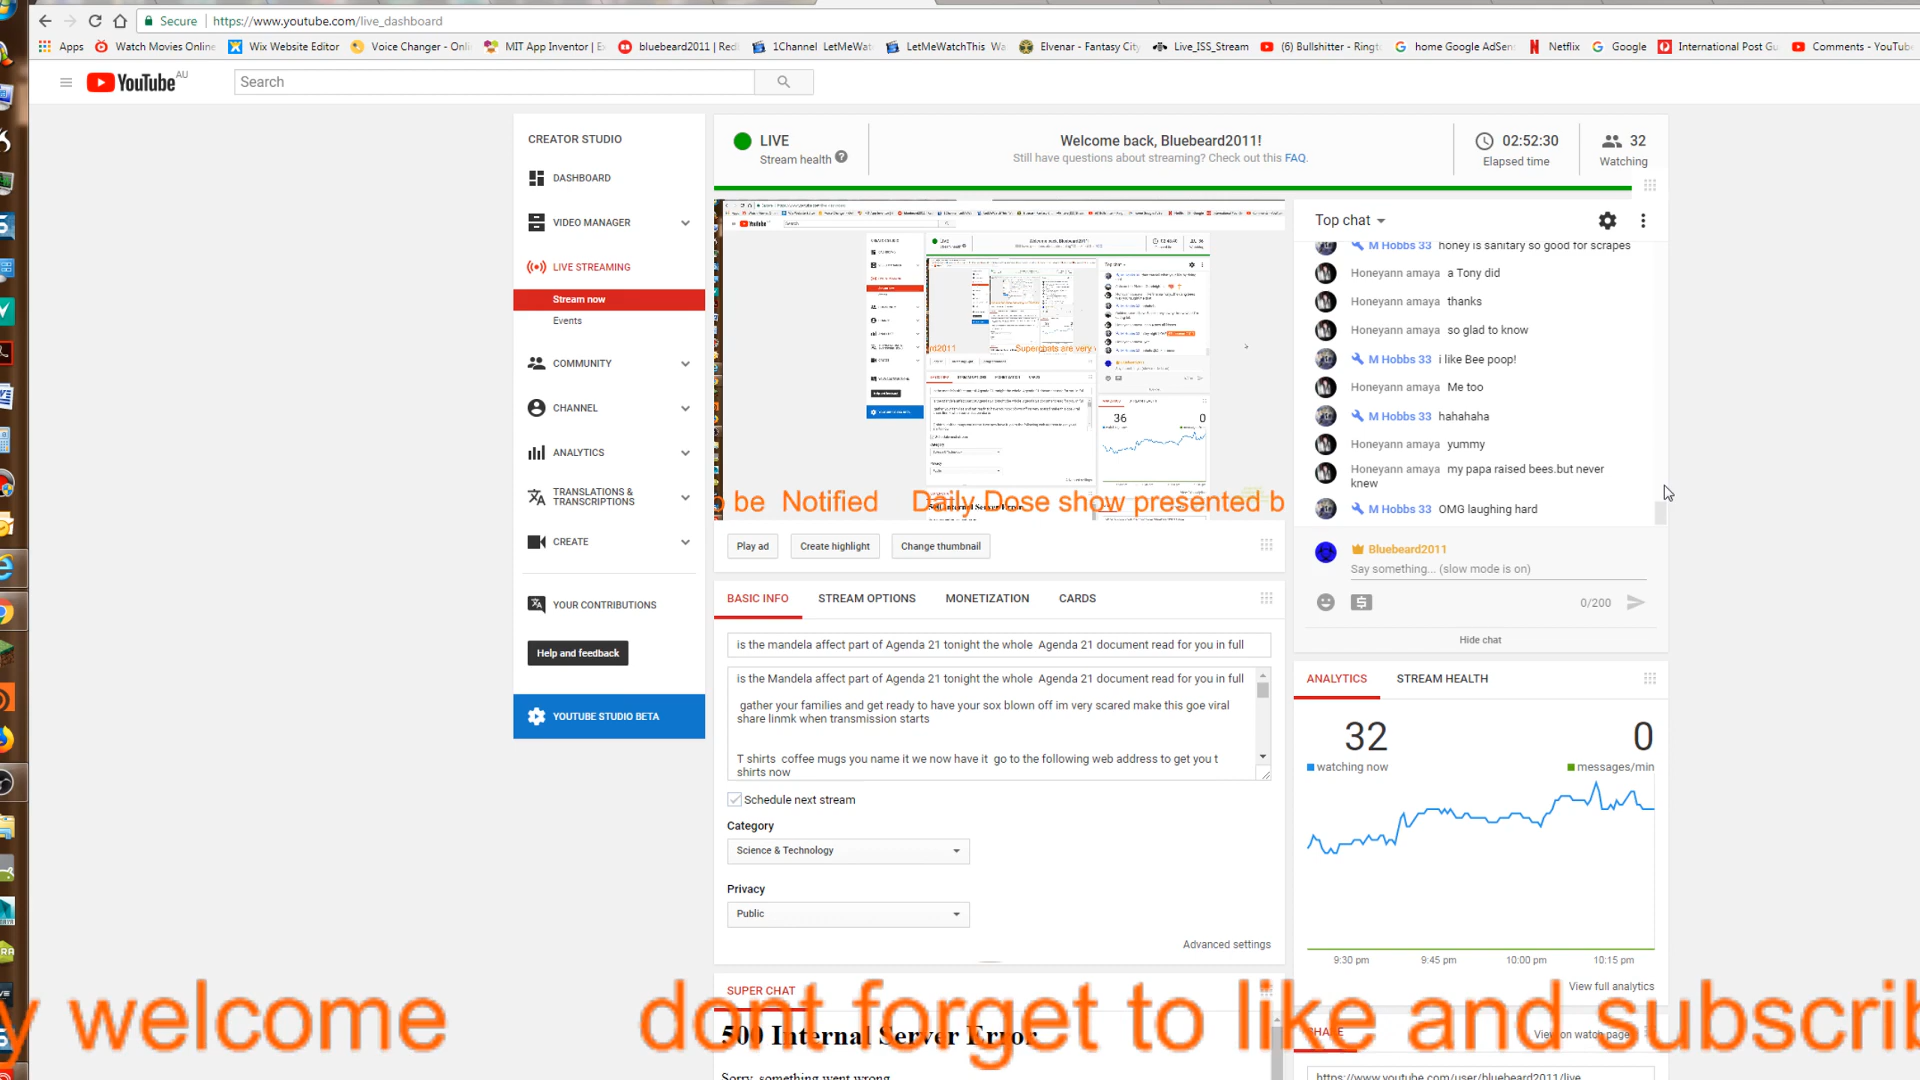 Secure https://www.youtube.com/live_dashboard
Apps Watch Movies Online Wix Website Editor Voice Changer - Onli MIT App Inventor | E bluebeard2011 | Red 1Channel LetMeWat LetMeWatchThis Wa Elvenar - Fantasy City Live_ISS_Stream (6) Bullshitter - Ringt home Google AdSen Netflix Google International Post Gu Comments - YouTube
YouTube AU
Search
CREATOR STUDIO
DASHBOARD
VIDEO MANAGER
LIVE STREAMING
Stream now
Events
COMMUNITY
CHANNEL
ANALYTICS
TRANSLATIONS &
TRANSCRIPTIONS
CREATE
YOUR CONTRIBUTIONS
Help and feedback
YOUTUBE STUDIO BETA
LIVE
Stream health
Welcome back, Bluebeard2011!
Still have questions about streaming? Check out this FAQ.
02:52:30
Elapsed time
32
Watching
36
0
o be Notified Daily Dose show presented b
Play ad
Create highlight
Change thumbnail
BASIC INFO STREAM OPTIONS MONETIZATION CARDS
is the mandela affect part of Agenda 21 tonight the whole Agenda 21 document read for you in full
is the Mandela affect part of Agenda 21 tonight the whole Agenda 21 document read for you in full
gather your families and get ready to have your sox blown off im very scared make this goe viral
share linmk when transmission starts
T shirts coffee mugs you name it we now have it go to the following web address to get you t
shirts now
Schedule next stream
Category
Science & Technology
Privacy
Public
Advanced settings
SUPER CHAT
500 Internal Server Error
Sorry, something went wrong
Top chat
M Hobbs 33 honey is sanitary so good for scrapes
Honeyann amaya a Tony did
Honeyann amaya thanks
Honeyann amaya so glad to know
M Hobbs 33 i like Bee poop!
Honeyann amaya Me too
M Hobbs 33 hahahaha
Honeyann amaya yummy
Honeyann amaya my papa raised bees.but never
knew
M Hobbs 33 OMG laughing hard
Bluebeard2011
Say something... (slow mode is on)
0/200
Hide chat
ANALYTICS STREAM HEALTH
32
watching now
0
messages/min
9:30 pm 9:45 pm 10:00 pm 10:15 pm
View full analytics
SHARE
View on watch page
https://www.youtube.com/user/bluebeard2011/live
y welcome dont forget to like and subscrib